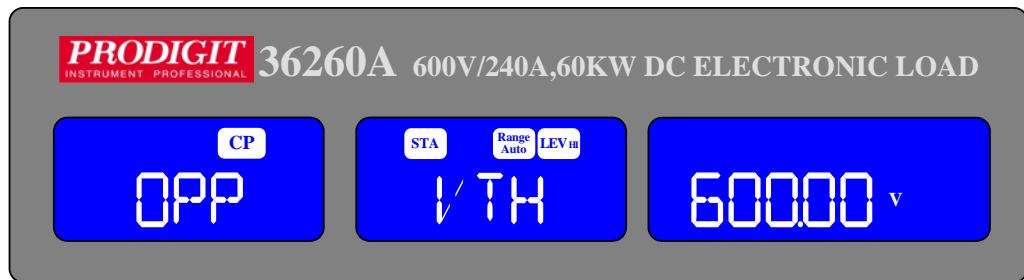 PRODIGIT
INSTRUMENT PROFESSIONAL
36260A 600V/240A,60KW DC ELECTRONIC LOAD
CP
STA Range Auto LEV HI
OPP VTH 600.00 V